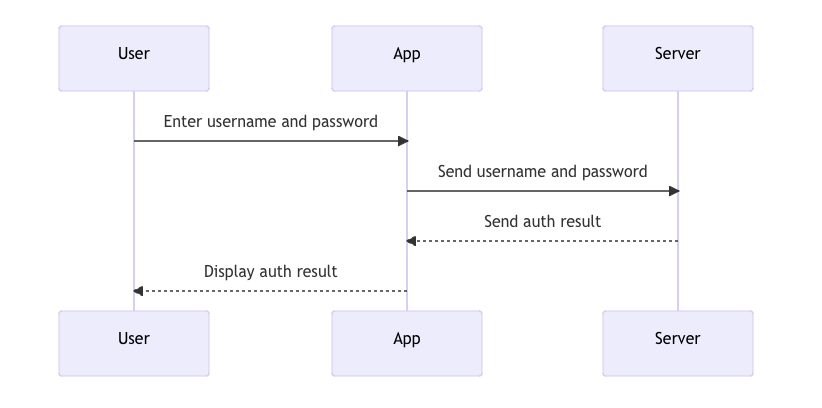 User
App
Server
Enter username and password
Send username and password
Send auth result
Display auth result
User
App
Server